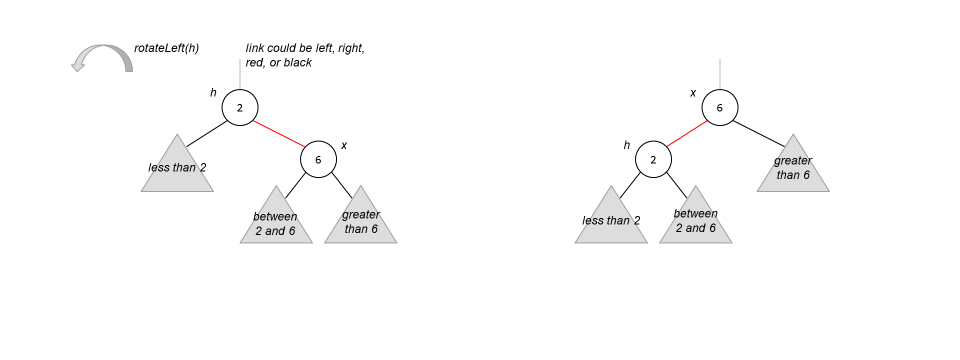 rotateLeft(h)
link could be left, right,
red, or black
h
2
x
less than 2
6
between
2 and 6
greater
than 6
x
6
h
2
greater
than 6
less than 2
between
2 and 6